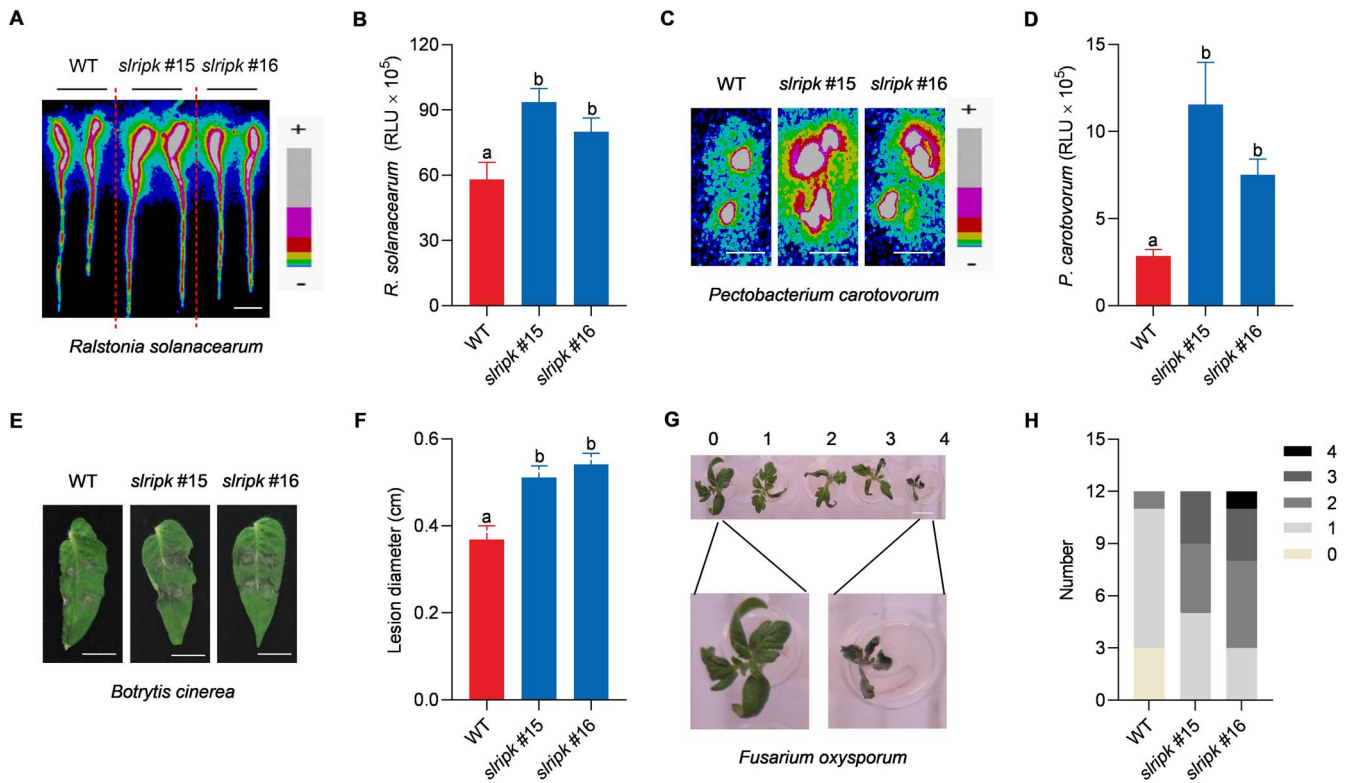 A
WT slripk #15 slripk #16
+
-
Ralstonia solanacearum
B
R. solanacearum (RLU × 10⁵)
120
90
60
30
0
a
b
b
WT
slripk #15
slripk #16
C
WT slripk #15 slripk #16
+
-
Pectobacterium carotovorum
D
P. carotovorum (RLU × 10⁵)
15
10
5
0
a
b
b
WT
slripk #15
slripk #16
E
WT slripk #15 slripk #16
Botrytis cinerea
F
Lesion diameter (cm)
0.6
0.4
0.2
0.0
a
b
b
WT
slripk #15
slripk #16
G
0 1 2 3 4
Fusarium oxysporum
H
Number
15
12
9
6
3
0
WT
slripk #15
slripk #16
4
3
2
1
0